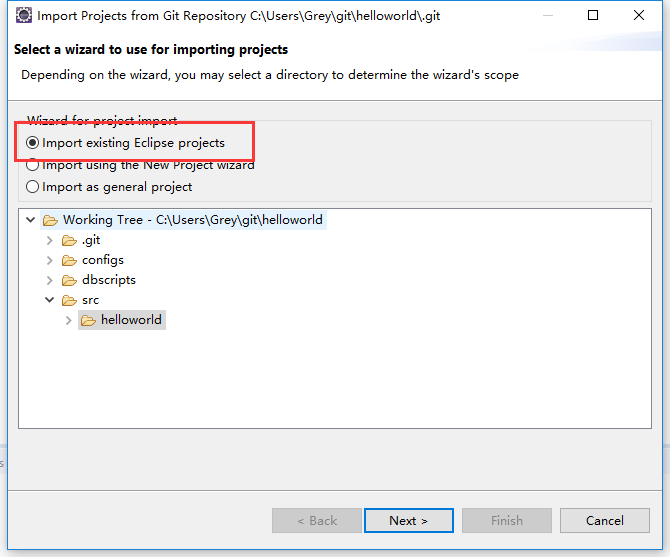 Import Projects from Git Repository C:\Users\Grey\git\helloworld\.git
Select a wizard to use for importing projects
Depending on the wizard, you may select a directory to determine the wizard's scope
Wizard for project import
Import existing Eclipse projects
Import using the New Project wizard
Import as general project
Working Tree - C:\Users\Grey\git\helloworld
.git
configs
dbscripts
src
helloworld
s
< Back Next > Finish Cancel